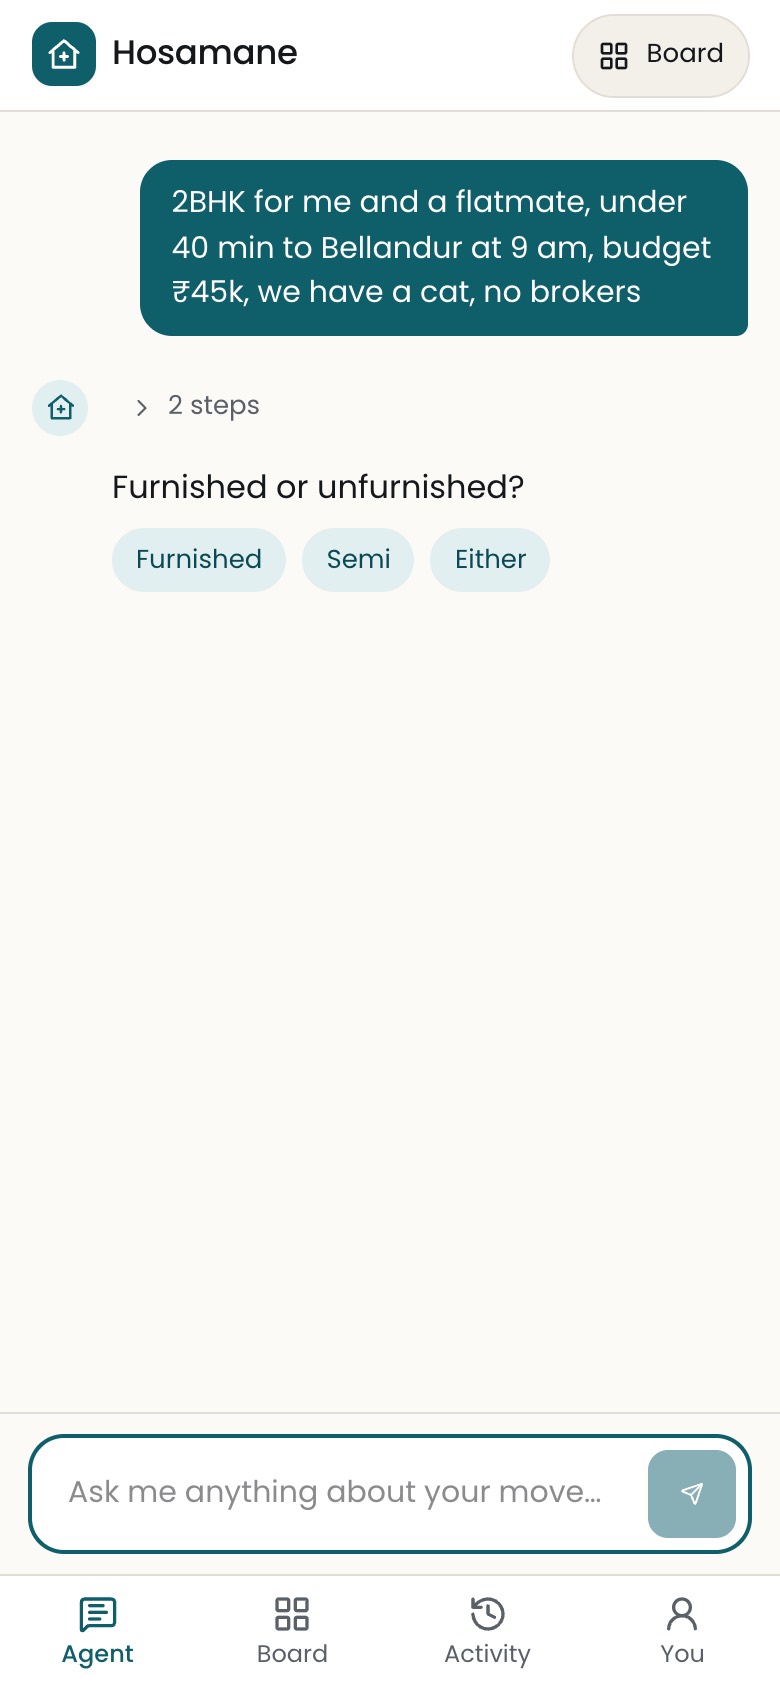 Hosamane
Board
2BHK for me and a flatmate, under
40 min to Bellandur at 9 am, budget
₹45k, we have a cat, no brokers
2 steps
Furnished or unfurnished?
Furnished
Semi
Either
Ask me anything about your move...
Agent
Board
Activity
You